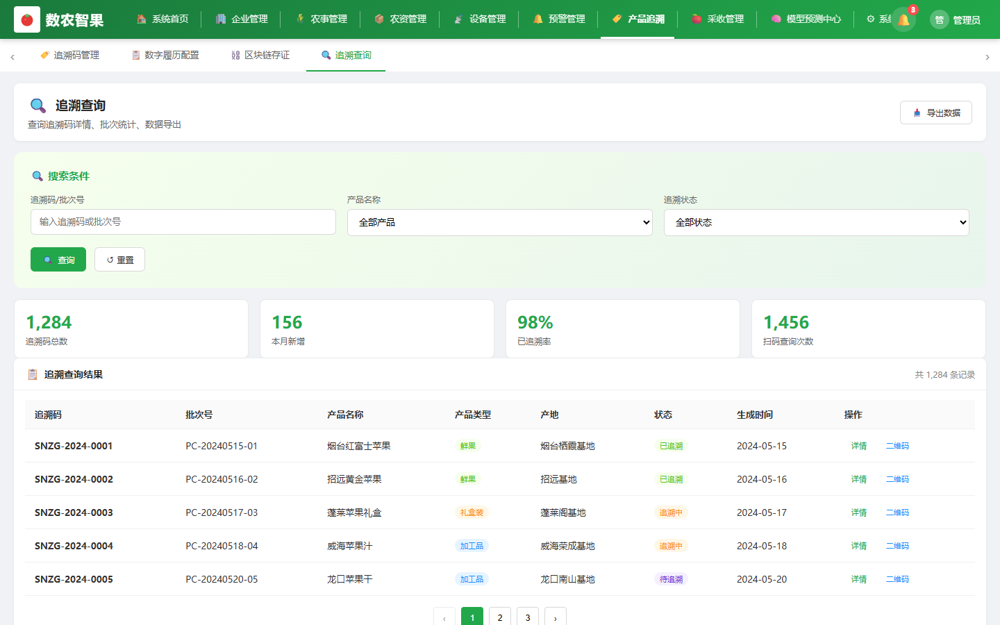 数农智果
系统首页
企业管理
农事管理
农资管理
设备管理
预警管理
产品追溯
采收管理
模型预测中心
3
管 管理员
追溯码管理
数字履历配置
区块链存证
追溯查询
追溯查询
查询追溯码详情、批次统计、数据导出
导出数据
搜索条件
追溯码/批次号
输入追溯码或批次号
产品名称
全部产品
追溯状态
全部状态
查询
↺ 重置
1,284
追溯码总数
156
本月新增
98%
已追溯率
1,456
扫码查询次数
追溯查询结果
共 1,284 条记录
追溯码 批次号 产品名称 产品类型 产地 状态 生成时间 操作
SNZG-2024-0001 PC-20240515-01 烟台红富士苹果 鲜果 烟台栖霞基地 已追溯 2024-05-15 详情 二维码
SNZG-2024-0002 PC-20240516-02 招远黄金苹果 鲜果 招远基地 已追溯 2024-05-16 详情 二维码
SNZG-2024-0003 PC-20240517-03 蓬莱苹果礼盒 礼盒装 蓬莱阁基地 追溯中 2024-05-17 详情 二维码
SNZG-2024-0004 PC-20240518-04 威海苹果汁 加工品 威海荣成基地 追溯中 2024-05-18 详情 二维码
SNZG-2024-0005 PC-20240520-05 龙口苹果干 加工品 龙口南山基地 待追溯 2024-05-20 详情 二维码
‹ 1 2 3 ›